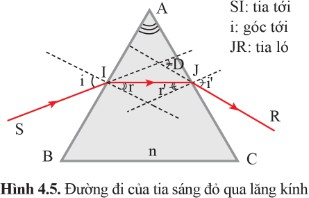 A
SI: tia tới
i: góc tới
JR: tia ló
D
I
J
i
r
r'
i'
S
R
B
n
C
Hình 4.5. Đường đi của tia sáng đỏ qua lăng kính